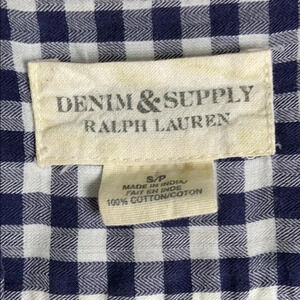 DENIM & SUPPLY
RALPH LAUREN
S/P
MADE IN INDIA
FAIT EN INDE
100% COTTON/COTON